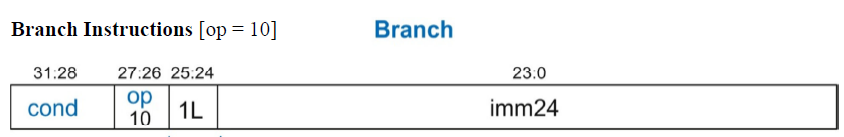 Branch Instructions [op = 10] Branch
31:28 27:26 25:24 23:0
cond op 10 1L imm24